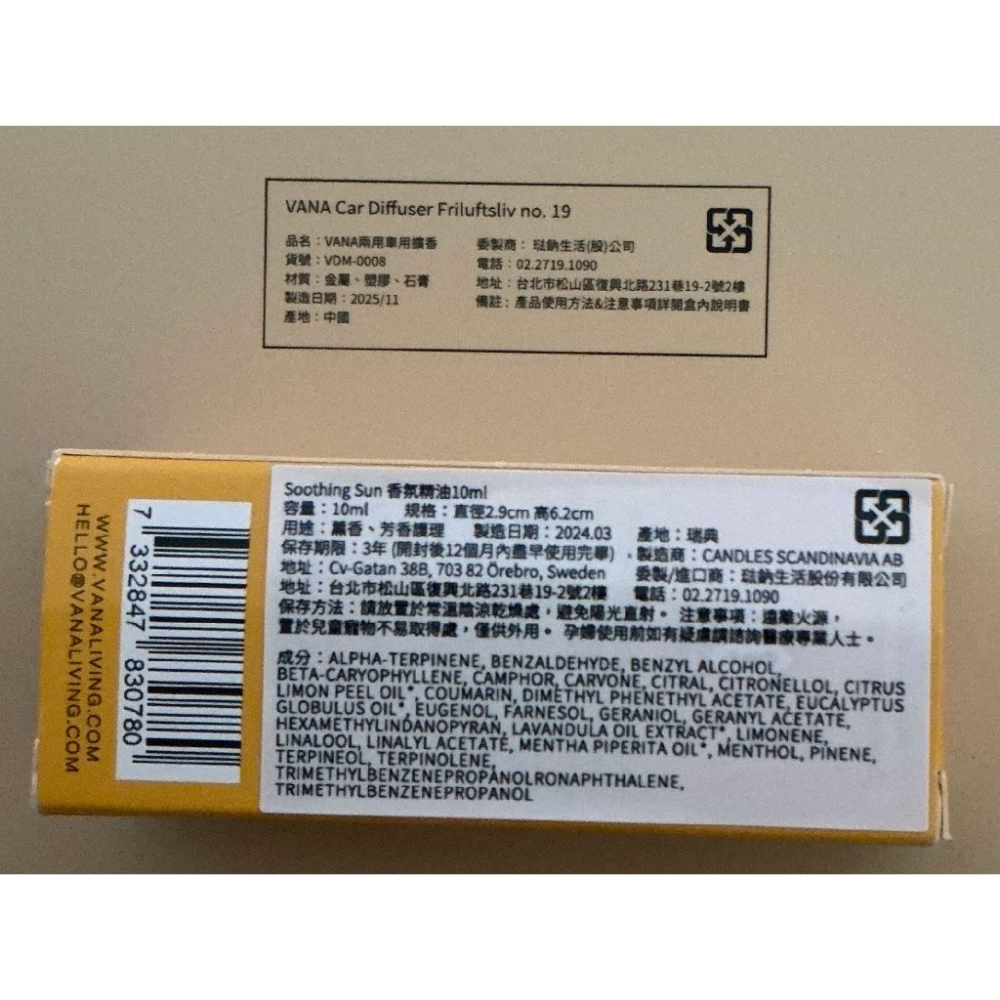 VANA Car Diffuser Friluftsliv no. 19
品名：VANA兩用車用擴香
貨號：VDM-0008
材質：金屬、塑膠、石膏
製造日期：2025/11
產地：中國
委製商： 琺鈉生活(股)公司
電話：02.2719.1090
地址：台北市松山區復興北路231巷19-2號2樓
備註：產品使用方法&注意事項詳閱盒內說明書
WWW.VANALIVING.COM
HELLO@VANALIVING.COM
7 332847 830780
Soothing Sun 香氛精油10ml
容量：10ml 規格：直徑2.9cm 高6.2cm
用途：薰香、芳香護理 製造日期：2024.03 產地：瑞典
保存期限：3年 (開封後12個月內盡早使用完畢) 製造商：CANDLES SCANDINAVIA AB
地址：Cv-Gatan 38B, 703 82 Örebro, Sweden 委製/進口商：琺鈉生活股份有限公司
地址：台北市松山區復興北路231巷19-2號2樓 電話：02.2719.1090
保存方法：請放置於常溫陰涼乾燥處，避免陽光直射。 注意事項：遠離火源，
置於兒童寵物不易取得處，僅供外用。 孕婦使用前如有疑慮請諮詢醫療專業人士。
成分：ALPHA-TERPINENE, BENZALDEHYDE, BENZYL ALCOHOL,
BETA-CARYOPHYLLENE, CAMPHOR, CARVONE, CITRAL, CITRONELLOL, CITRUS
LIMON PEEL OIL*, COUMARIN, DIMETHYL PHENETHYL ACETATE, EUCALYPTUS
GLOBULUS OIL*, EUGENOL, FARNESOL, GERANIOL, GERANYL ACETATE,
HEXAMETHYLINDANOPYRAN, LAVANDULA OIL EXTRACT*, LIMONENE,
LINALOOL, LINALYL ACETATE, MENTHA PIPERITA OIL*, MENTHOL, PINENE,
TERPINEOL, TERPINOLENE,
TRIMETHYLBENZENEPROPANOLRONAPHTHALENE,
TRIMETHYLBENZENEPROPANOL